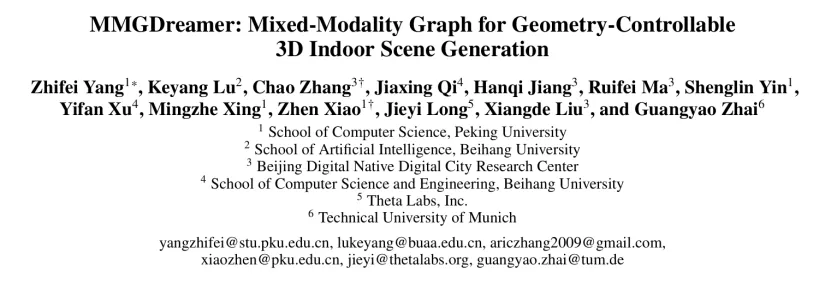 MMGDreamer: Mixed-Modality Graph for Geometry-Controllable
3D Indoor Scene Generation
Zhifei Yang1*, Keyang Lu2, Chao Zhang3†, Jiaxing Qi4, Hanqi Jiang3, Ruifei Ma3, Shenglin Yin1,
Yifan Xu4, Mingzhe Xing1, Zhen Xiao1†, Jieyi Long5, Xiangde Liu3, and Guangyao Zhai6
1 School of Computer Science, Peking University
2 School of Artificial Intelligence, Beihang University
3 Beijing Digital Native Digital City Research Center
4 School of Computer Science and Engineering, Beihang University
5 Theta Labs, Inc.
6 Technical University of Munich
yangzhifei@stu.pku.edu.cn, lukeyang@buaa.edu.cn, ariczhang2009@gmail.com,
xiaozhen@pku.edu.cn, jieyi@thetalabs.org, guangyao.zhai@tum.de